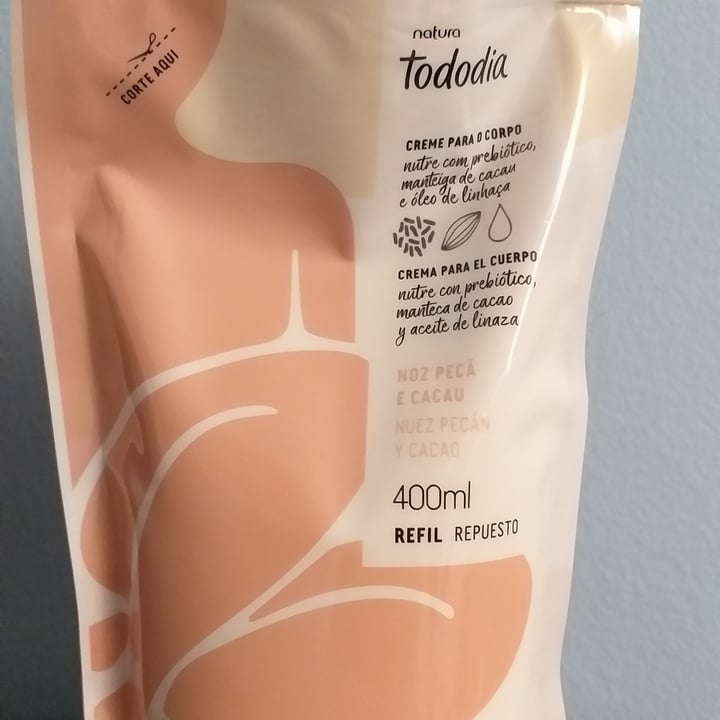 CORTE AQUI
natura
Tododia
CREME PARA O CORPO
nutre com prebiótico,
manteiga de cacau
e óleo de linhaça
CREMA PARA EL CUERPO
nutre con prebiótico,
manteca de cacao
y aceite de linaza
NOZ PECÃ
E CACAU
NUEZ PECÁN
Y CACAO
400ml
REFIL REPUESTO